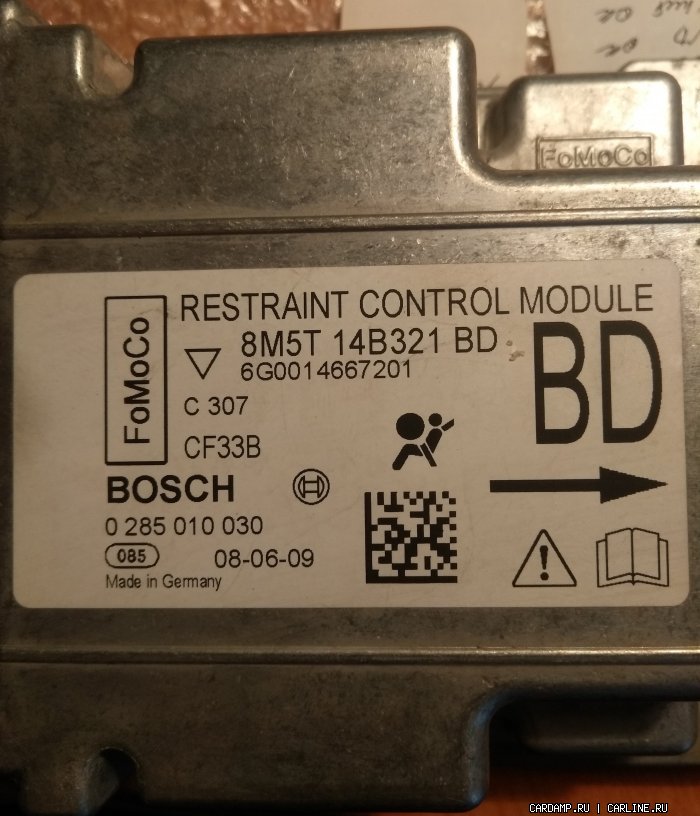 FoMoCo
RESTRAINT CONTROL MODULE
FoMoCo
8M5T 14B321 BD
BD
6G0014667201
C 307
CF33B
BOSCH
0 285 010 030
085
08-06-09
Made in Germany
CARDAMP.RU | CARLINE.RU